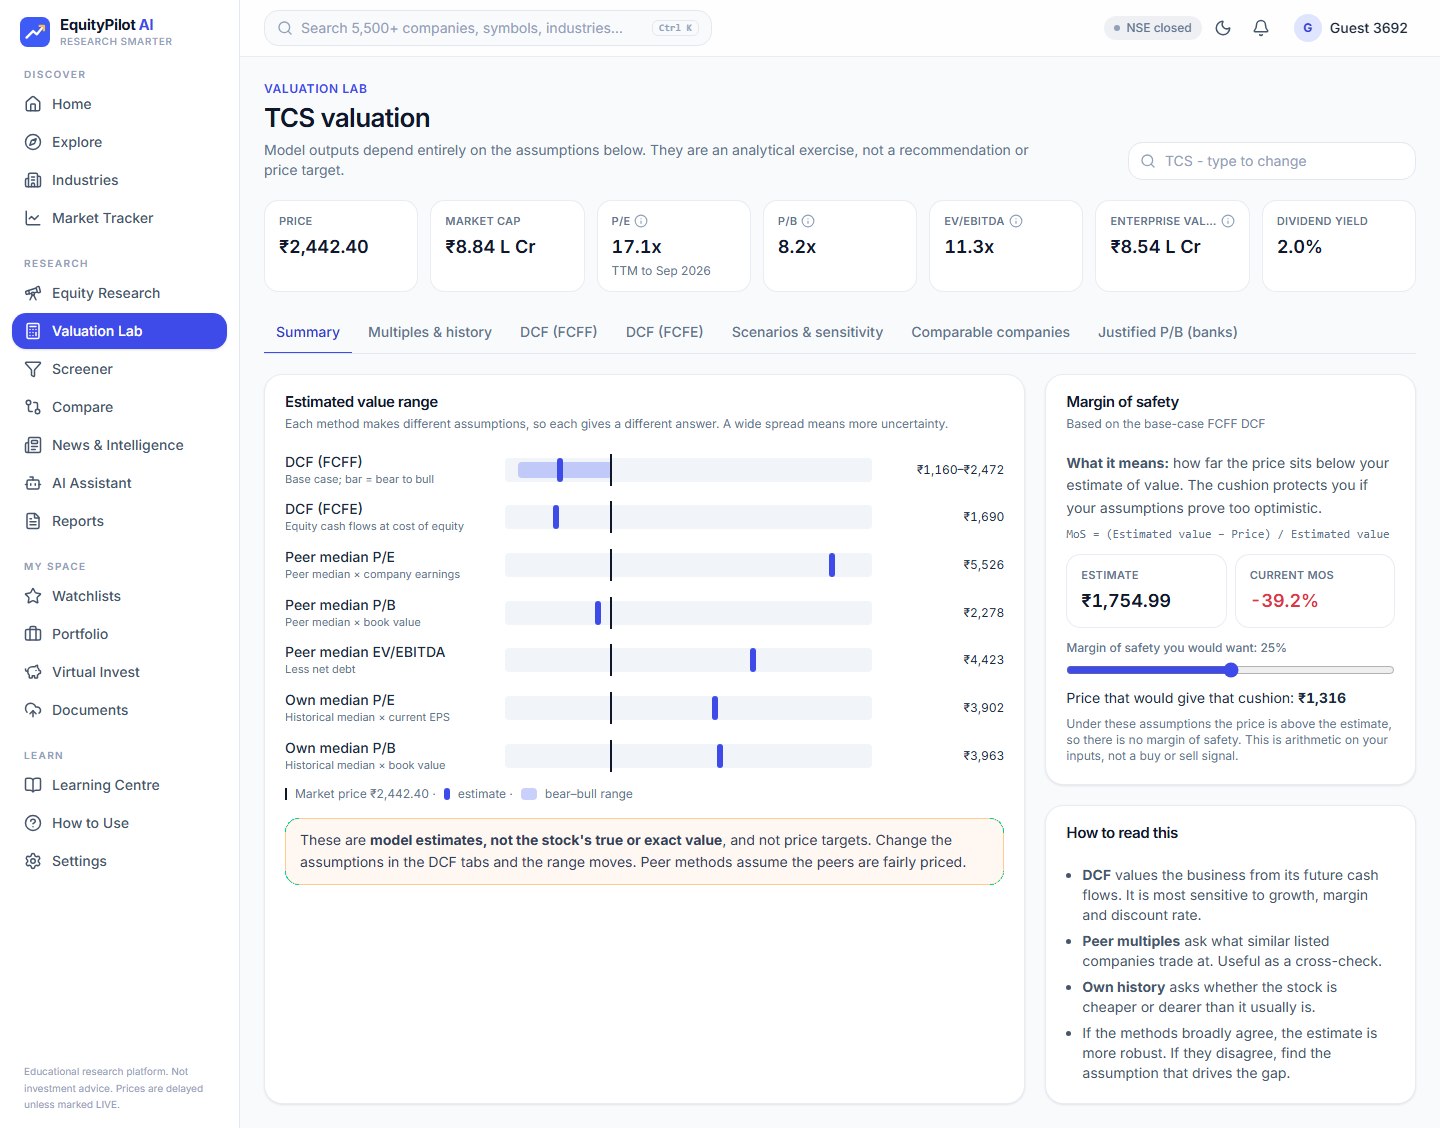 EquityPilot AI
RESEARCH SMARTER
DISCOVER
Home
Explore
Industries
Market Tracker
RESEARCH
Equity Research
Valuation Lab
Screener
Compare
News & Intelligence
AI Assistant
Reports
MY SPACE
Watchlists
Portfolio
Virtual Invest
Documents
LEARN
Learning Centre
How to Use
Settings
Educational research platform. Not
investment advice. Prices are delayed
unless marked LIVE.
Search 5,500+ companies, symbols, industries...
Ctrl K
NSE closed
G
Guest 3692
VALUATION LAB
TCS valuation
Model outputs depend entirely on the assumptions below. They are an analytical exercise, not a recommendation or
price target.
TCS - type to change
PRICE
₹2,442.40
MARKET CAP
₹8.84 L Cr
P/E
17.1x
TTM to Sep 2026
P/B
8.2x
EV/EBITDA
11.3x
ENTERPRISE VAL...
₹8.54 L Cr
DIVIDEND YIELD
2.0%
Summary
Multiples & history
DCF (FCFF)
DCF (FCFE)
Scenarios & sensitivity
Comparable companies
Justified P/B (banks)
Estimated value range
Each method makes different assumptions, so each gives a different answer. A wide spread means more uncertainty.
DCF (FCFF)
Base case; bar = bear to bull
₹1,160–₹2,472
DCF (FCFE)
Equity cash flows at cost of equity
₹1,690
Peer median P/E
Peer median × company earnings
₹5,526
Peer median P/B
Peer median × book value
₹2,278
Peer median EV/EBITDA
Less net debt
₹4,423
Own median P/E
Historical median × current EPS
₹3,902
Own median P/B
Historical median × book value
₹3,963
Market price ₹2,442.40 · estimate · bear–bull range
These are model estimates, not the stock's true or exact value, and not price targets. Change the
assumptions in the DCF tabs and the range moves. Peer methods assume the peers are fairly priced.
Margin of safety
Based on the base-case FCFF DCF
What it means: how far the price sits below your
estimate of value. The cushion protects you if
your assumptions prove too optimistic.
MoS = (Estimated value − Price) / Estimated value
ESTIMATE
₹1,754.99
CURRENT MOS
-39.2%
Margin of safety you would want: 25%
Price that would give that cushion: ₹1,316
Under these assumptions the price is above the estimate,
so there is no margin of safety. This is arithmetic on your
inputs, not a buy or sell signal.
How to read this
• DCF values the business from its future cash
flows. It is most sensitive to growth, margin
and discount rate.
• Peer multiples ask what similar listed
companies trade at. Useful as a cross-check.
• Own history asks whether the stock is
cheaper or dearer than it usually is.
• If the methods broadly agree, the estimate is
more robust. If they disagree, find the
assumption that drives the gap.